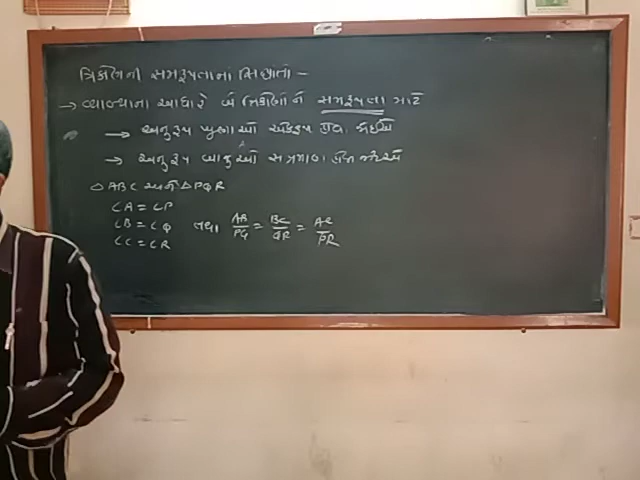 ત્રિકોણની સમરૂપતાનાં સિદ્ધાંતો –
→ વ્યાખ્યાના આધારે બે ત્રિકોણોની સમરૂપતા માટે
→ અનુરૂપ ખૂણાઓ એકરૂપ હોવા જોઈએ
→ અનુરૂપ બાજુઓ સમપ્રમાણ હોવી જોઈએ
△ABC અને △PQR
∠A = ∠P
∠B = ∠Q તથા AB/PQ = BC/QR = AC/PR
∠C = ∠R